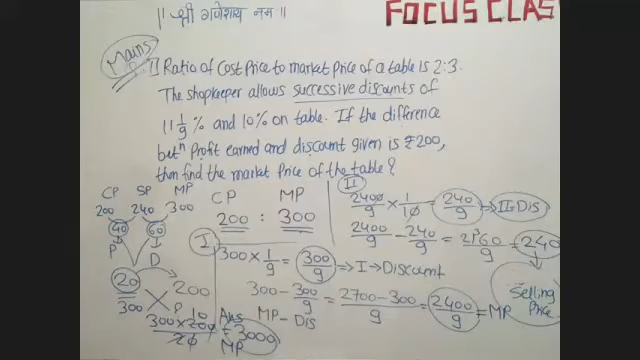 || श्री गणेशाय नमः ||
FOCUS CLAS
Mains
1] Ratio of Cost Price to market Price of a table is 2:3.
The shopkeeper allows successive discounts of
11 1/9 % and 10% on table. If the difference
betⁿ Profit earned and discount given is ₹200,
then find the market Price of the table?
CP SP MP
200 240 300
40 60
P D
20 200
300 P
300×200/20 = 3000
10
Ans
MP
CP MP
200 : 300
I
300 × 1/9 = 300/9 => I -> Discount
300 - 300/9 = 2700-300/9 = 2400/9 = MP
MP - Dis
II
2400/9 × 1/10 = 240/9 => II-Dis
2400/9 - 240/9 = 2160/9 = 240
Selling
Price